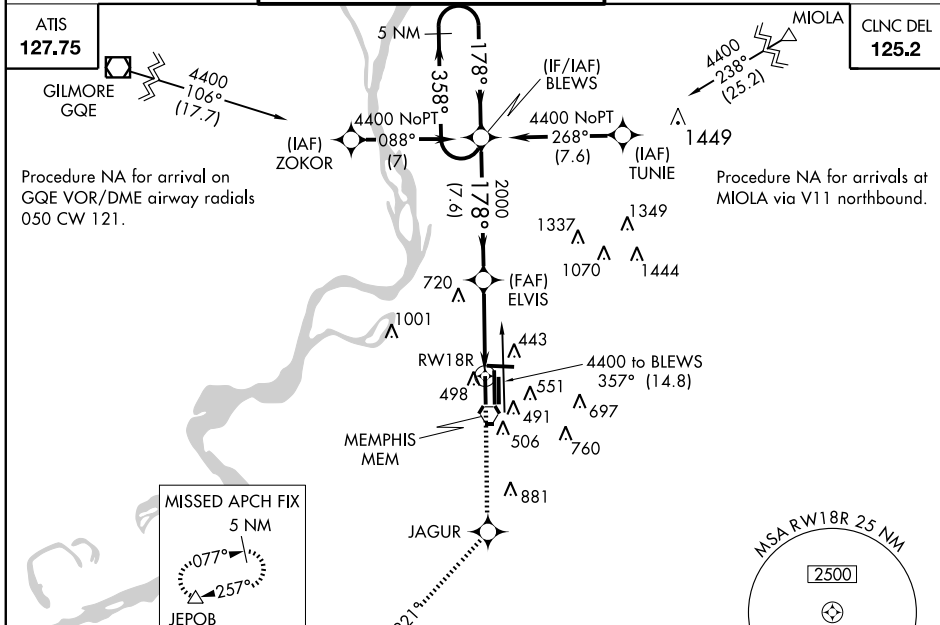 ATIS
127.75
CLNC DEL
125.2
MIOLA
4400
238°
(25.2)
5 NM
178°
358°
(IF/IAF)
BLEWS
GILMORE
GQE
4400
106°
(17.7)
(IAF)
ZOKOR
4400 NoPT
088°
(7)
4400 NoPT
268°
(7.6)
(IAF)
TUNIE
1449
Procedure NA for arrival on
GQE VOR/DME airway radials
050 CW 121.
Procedure NA for arrivals at
MIOLA via V11 northbound.
2000
178°
(7.6)
1337
1349
1070
1444
720
(FAF)
ELVIS
1001
443
RW18R
4400 to BLEWS
357° (14.8)
498
551
491
697
506
760
MEMPHIS
MEM
881
JAGUR
MISSED APCH FIX
5 NM
077°
257°
JEPOB
MSA RW18R 25 NM
2500